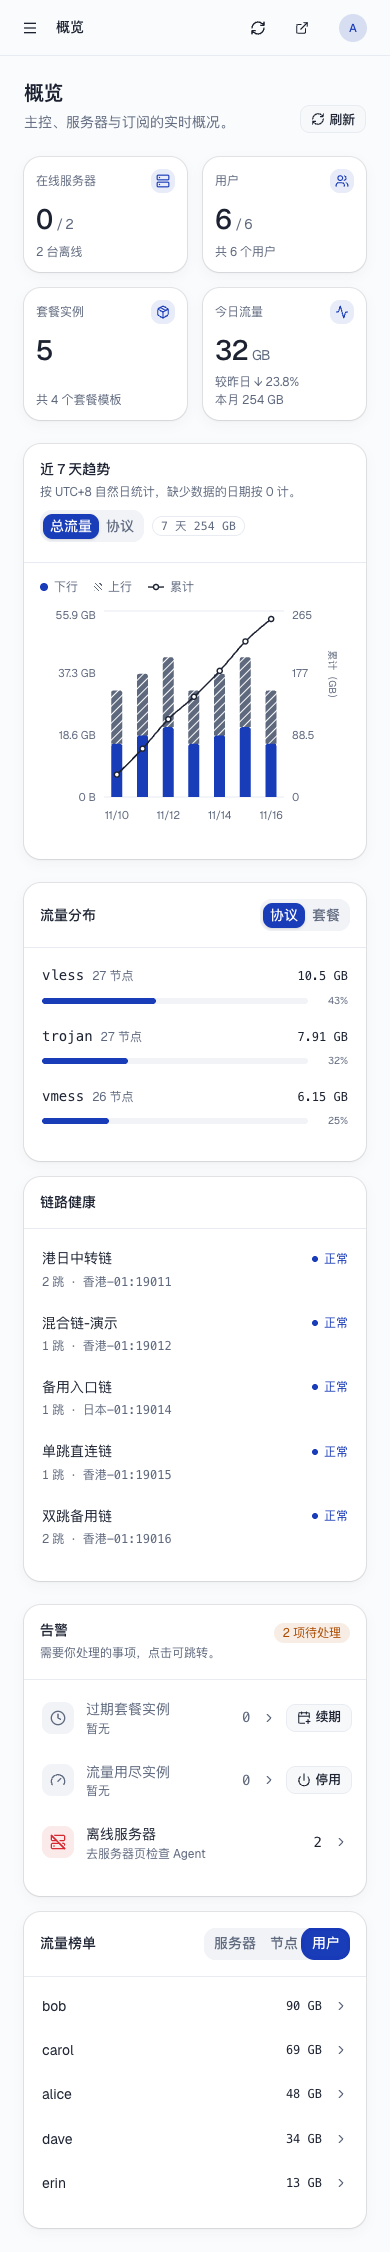 概览
A
概览
主控、服务器与订阅的实时概况。
刷新
在线服务器
0 / 2
2 台离线
用户
6 / 6
共 6 个用户
套餐实例
5
共 4 个套餐模板
今日流量
32 GB
较昨日 ↓ 23.8%
本月 254 GB
近 7 天趋势
按 UTC+8 自然日统计，缺少数据的日期按 0 计。
总流量 协议 7 天 254 GB
下行 上行 累计
55.9 GB 265
37.3 GB 177
18.6 GB 88.5
0 B 0
累计 (GB)
11/10 11/12 11/14 11/16
流量分布
协议 套餐
vless 27 节点 10.5 GB
43%
trojan 27 节点 7.91 GB
32%
vmess 26 节点 6.15 GB
25%
链路健康
港日中转链 正常
2 跳 · 香港-01:19011
混合链-演示 正常
1 跳 · 香港-01:19012
备用入口链 正常
1 跳 · 日本-01:19014
单跳直连链 正常
1 跳 · 香港-01:19015
双跳备用链 正常
2 跳 · 香港-01:19016
告警
2 项待处理
需要你处理的事项，点击可跳转。
过期套餐实例
暂无
0 续期
流量用尽实例
暂无
0 停用
离线服务器
去服务器页检查 Agent
2
流量榜单
服务器 节点 用户
bob 90 GB
carol 69 GB
alice 48 GB
dave 34 GB
erin 13 GB